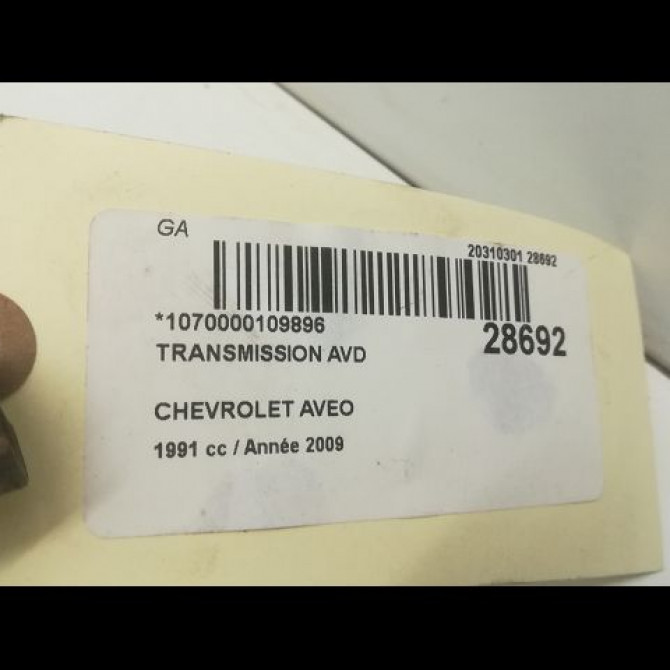 GA
20310301 28692
*1070000109896
28692
TRANSMISSION AVD
CHEVROLET AVEO
1991 cc / Année 2009